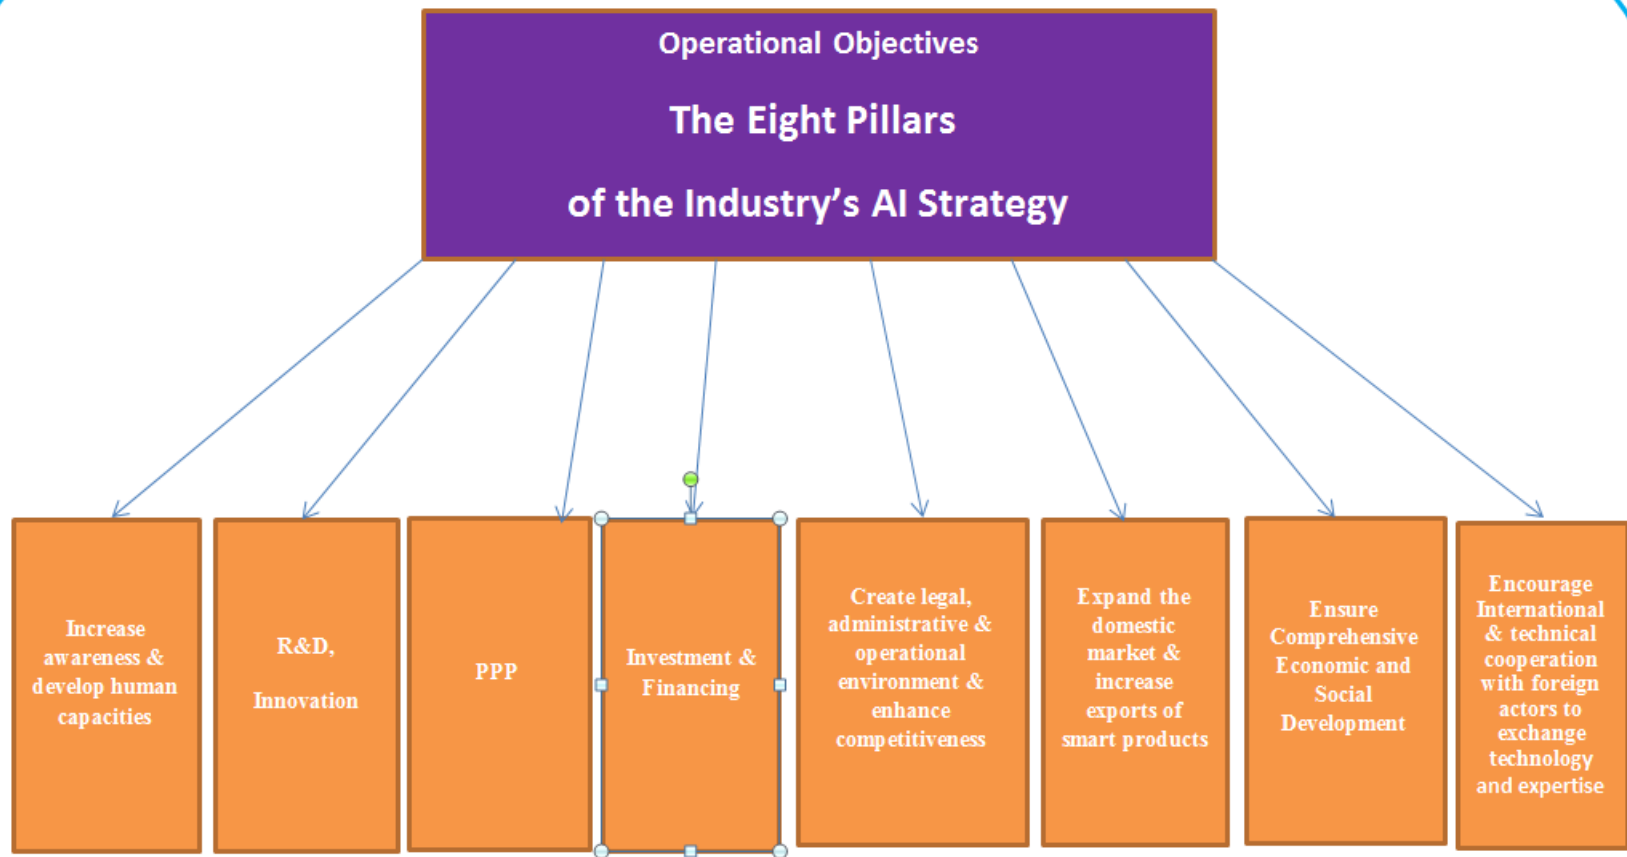 Operational Objectives
The Eight Pillars
of the Industry’s AI Strategy
Increase
awareness &
develop human
capacities
R&D,
Innovation
PPP
Investment &
Financing
Create legal,
administrative &
operational
environment &
enhance
competitiveness
Expand the
domestic
market &
increase
exports of
smart products
Ensure
Comprehensive
Economic and
Social
Development
Encourage
International
& technical
cooperation
with foreign
actors to
exchange
technology
and expertise